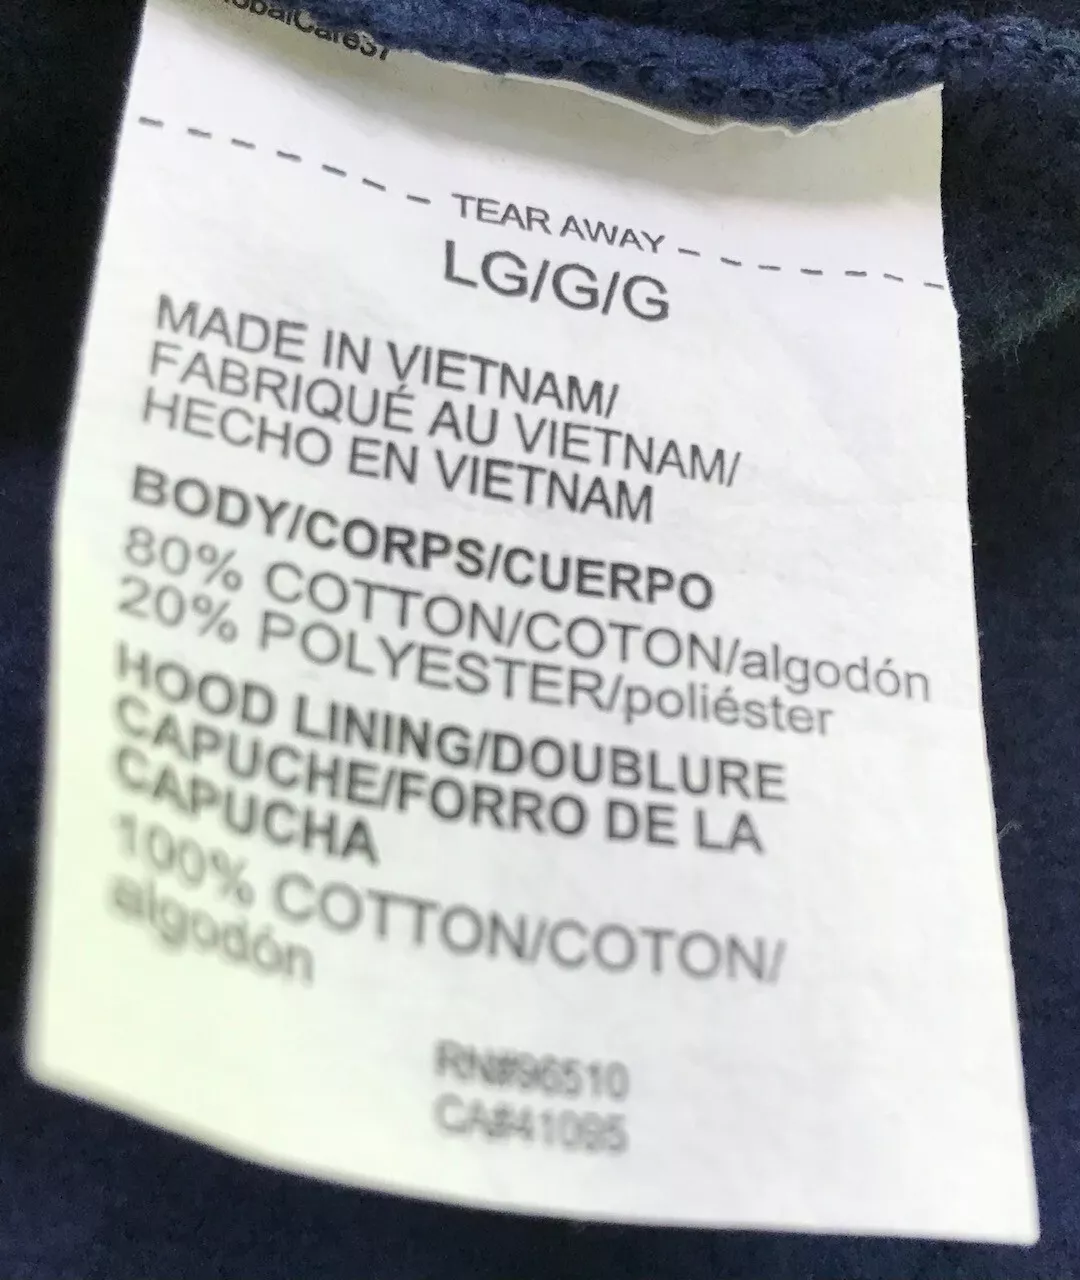 TEAR AWAY
LG/G/G
MADE IN VIETNAM/
FABRIQUÉ AU VIETNAM/
HECHO EN VIETNAM
BODY/CORPS/CUERPO
80% COTTON/COTON/algodón
20% POLYESTER/poliéster
HOOD LINING/DOUBLURE
CAPUCHE/FORRO DE LA
CAPUCHA
100% COTTON/COTON/
algodón
RN#96510
CA#41095